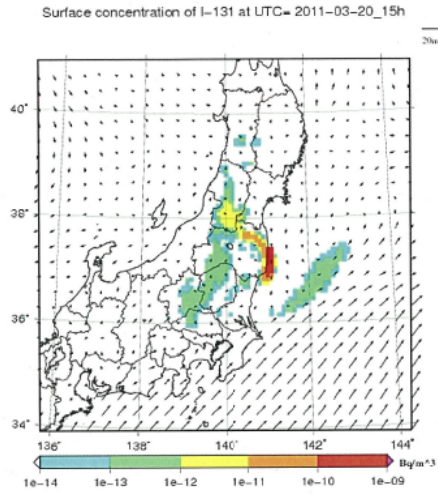 Surface concentration of I-131 at UTC= 2011-03-20_15h
40°
38°
36°
34°
136° 138° 140° 142° 144°
Bq/m^3
1e-14 1e-13 1e-12 1e-11 1e-10 1e-09